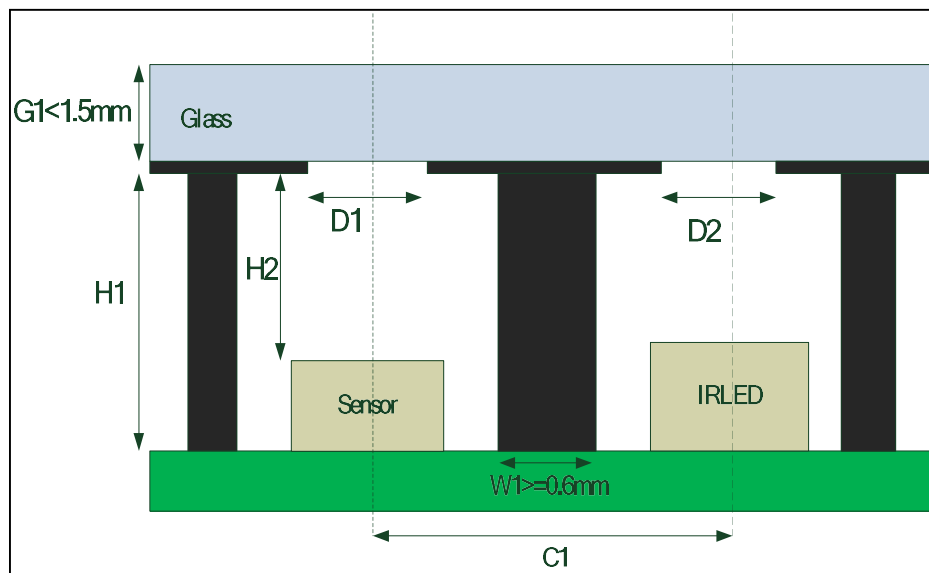 G1<1.5mm
Glass
D1
D2
H2
H1
Sensor
IRLED
W1>=0.6mm
C1